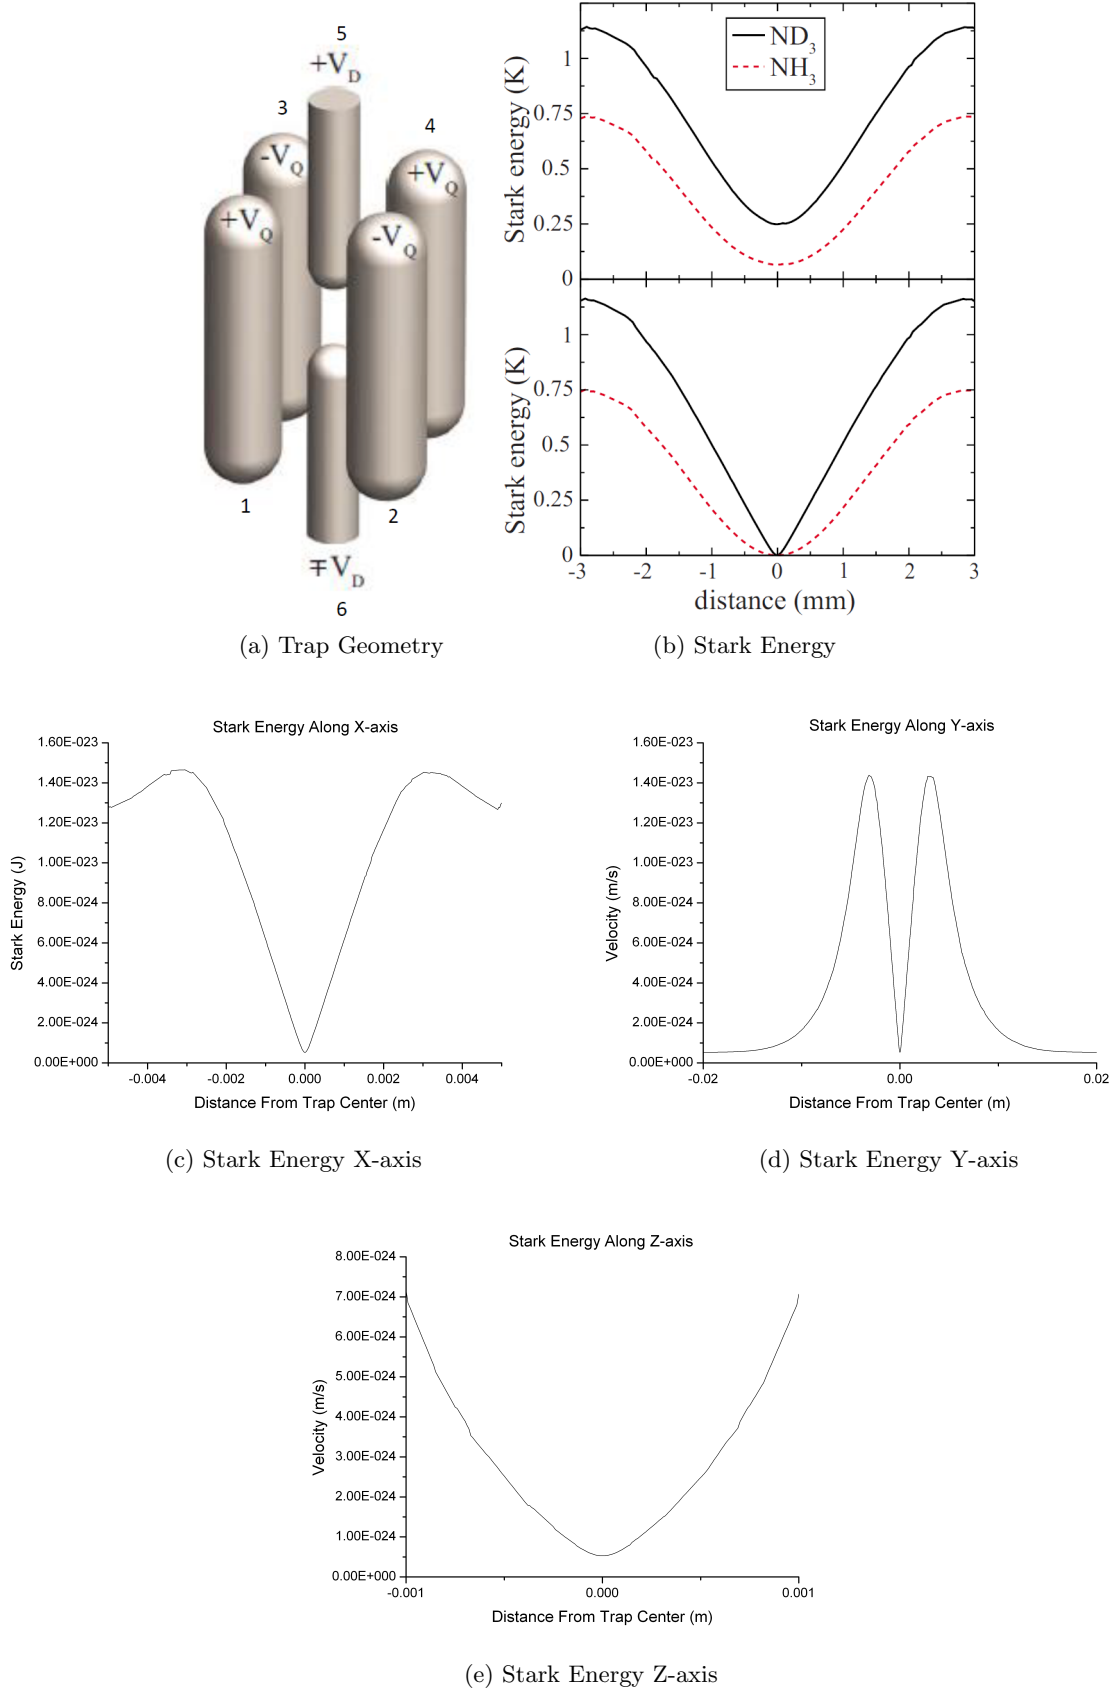 5
+V_D
3
4
-V_Q
+V_Q
+V_Q
-V_Q
1
2
∓V_D
6
(a) Trap Geometry
ND_3
NH_3
Stark energy (K)
1
0.75
0.5
0.25
0
Stark energy (K)
1
0.75
0.5
0.25
0
-3 -2 -1 0 1 2 3
distance (mm)
(b) Stark Energy
Stark Energy Along X-axis
Stark Energy (J)
1.60E-023
1.40E-023
1.20E-023
1.00E-023
8.00E-024
6.00E-024
4.00E-024
2.00E-024
0.00E+000
-0.004 -0.002 0.000 0.002 0.004
Distance From Trap Center (m)
(c) Stark Energy X-axis
Stark Energy Along Y-axis
Velocity (m/s)
1.60E-023
1.40E-023
1.20E-023
1.00E-023
8.00E-024
6.00E-024
4.00E-024
2.00E-024
0.00E+000
-0.02 0.00 0.02
Distance From Trap Center (m)
(d) Stark Energy Y-axis
Stark Energy Along Z-axis
Velocity (m/s)
8.00E-024
7.00E-024
6.00E-024
5.00E-024
4.00E-024
3.00E-024
2.00E-024
1.00E-024
0.00E+000
-0.001 0.000 0.001
Distance From Trap Center (m)
(e) Stark Energy Z-axis